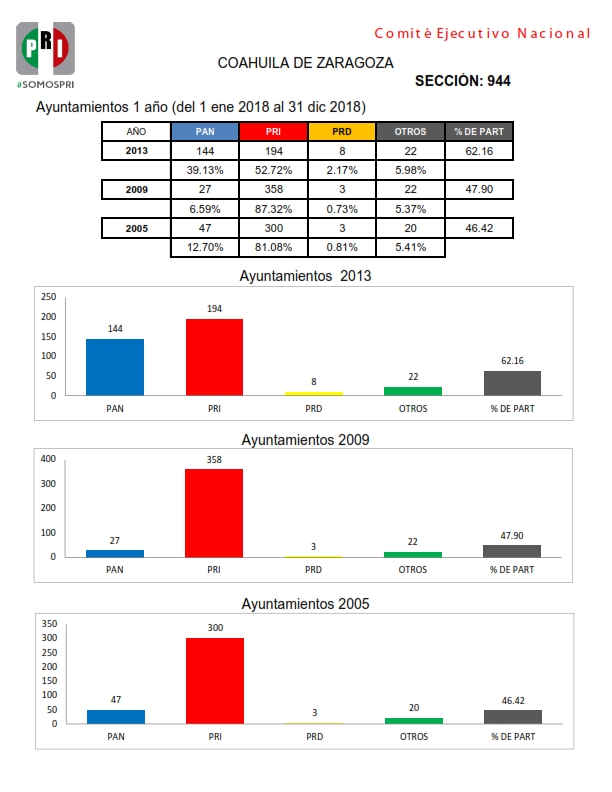 Comité Ejecutivo Nacional
PRI
#SOMOSPRI
COAHUILA DE ZARAGOZA
SECCIÓN: 944
Ayuntamientos 1 año (del 1 ene 2018 al 31 dic 2018)
AÑO PAN PRI PRD OTROS % DE PART
2013 144 194 8 22 62.16
39.13% 52.72% 2.17% 5.98%
2009 27 358 3 22 47.90
6.59% 87.32% 0.73% 5.37%
2005 47 300 3 20 46.42
12.70% 81.08% 0.81% 5.41%
Ayuntamientos 2013
250
200
150
100
50
0
144 194 8 22 62.16
PAN PRI PRD OTROS % DE PART
Ayuntamientos 2009
400
300
200
100
0
27 358 3 22 47.90
PAN PRI PRD OTROS % DE PART
Ayuntamientos 2005
350
300
250
200
150
100
50
0
47 300 3 20 46.42
PAN PRI PRD OTROS % DE PART